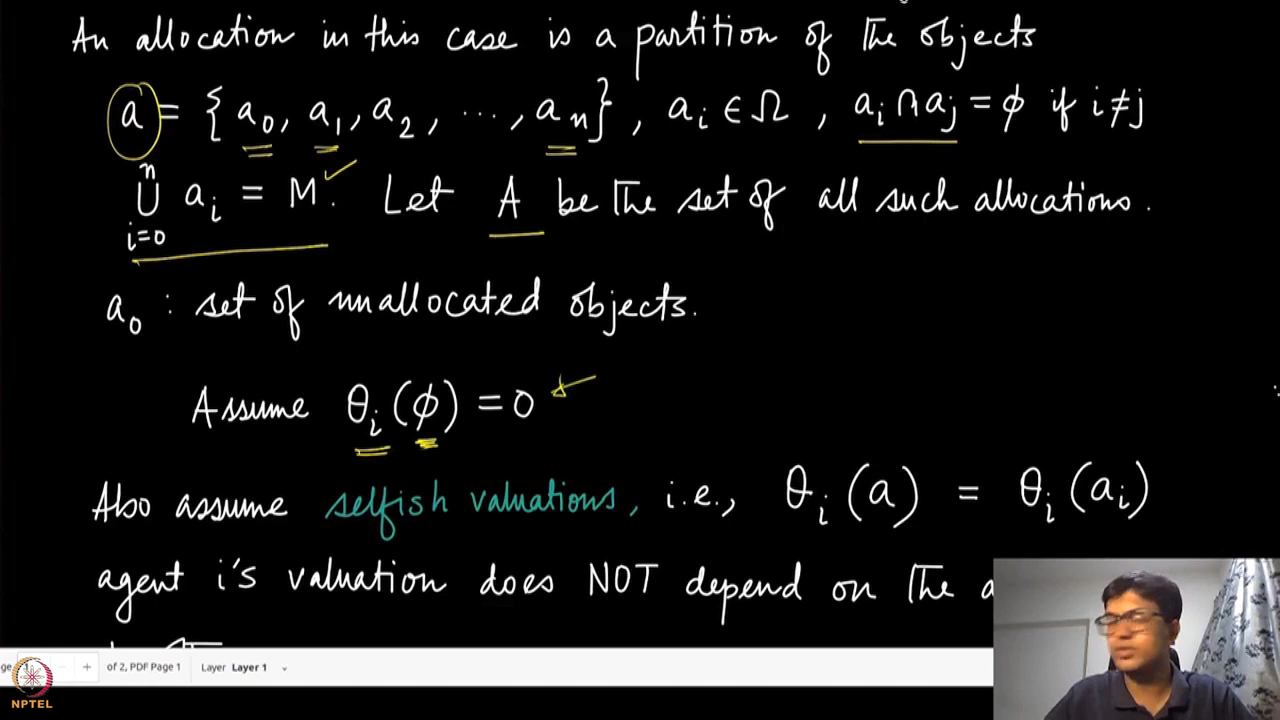 An allocation in this case is a partition of the objects
a = {a₀, a₁, a₂, ..., aₙ}, aᵢ ∈ Ω, aᵢ ∩ aⱼ = ϕ if i ≠ j
n
∪ aᵢ = M. Let A be the set of all such allocations.
i=0
a₀ : set of unallocated objects.
Assume θᵢ(ϕ) = 0
Also assume selfish valuations, i.e., θᵢ(a) = θᵢ(aᵢ)
agent i's valuation does NOT depend on the a
of 2, PDF Page 1 Layer Layer 1
NPTEL